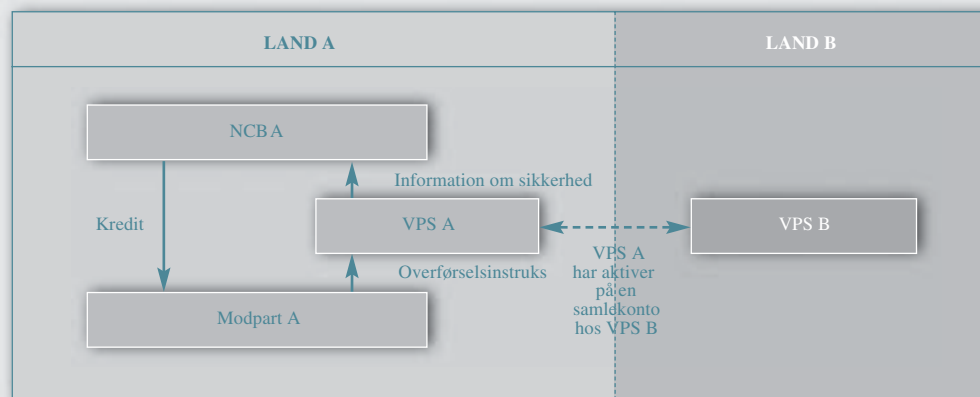 LAND A
LAND B
NCB A
Information om sikkerhed
Kredit
VPS A
VPS B
Overførselsinstruks
VPS A
har aktiver
på en
samlekonto
hos VPS B
Modpart A